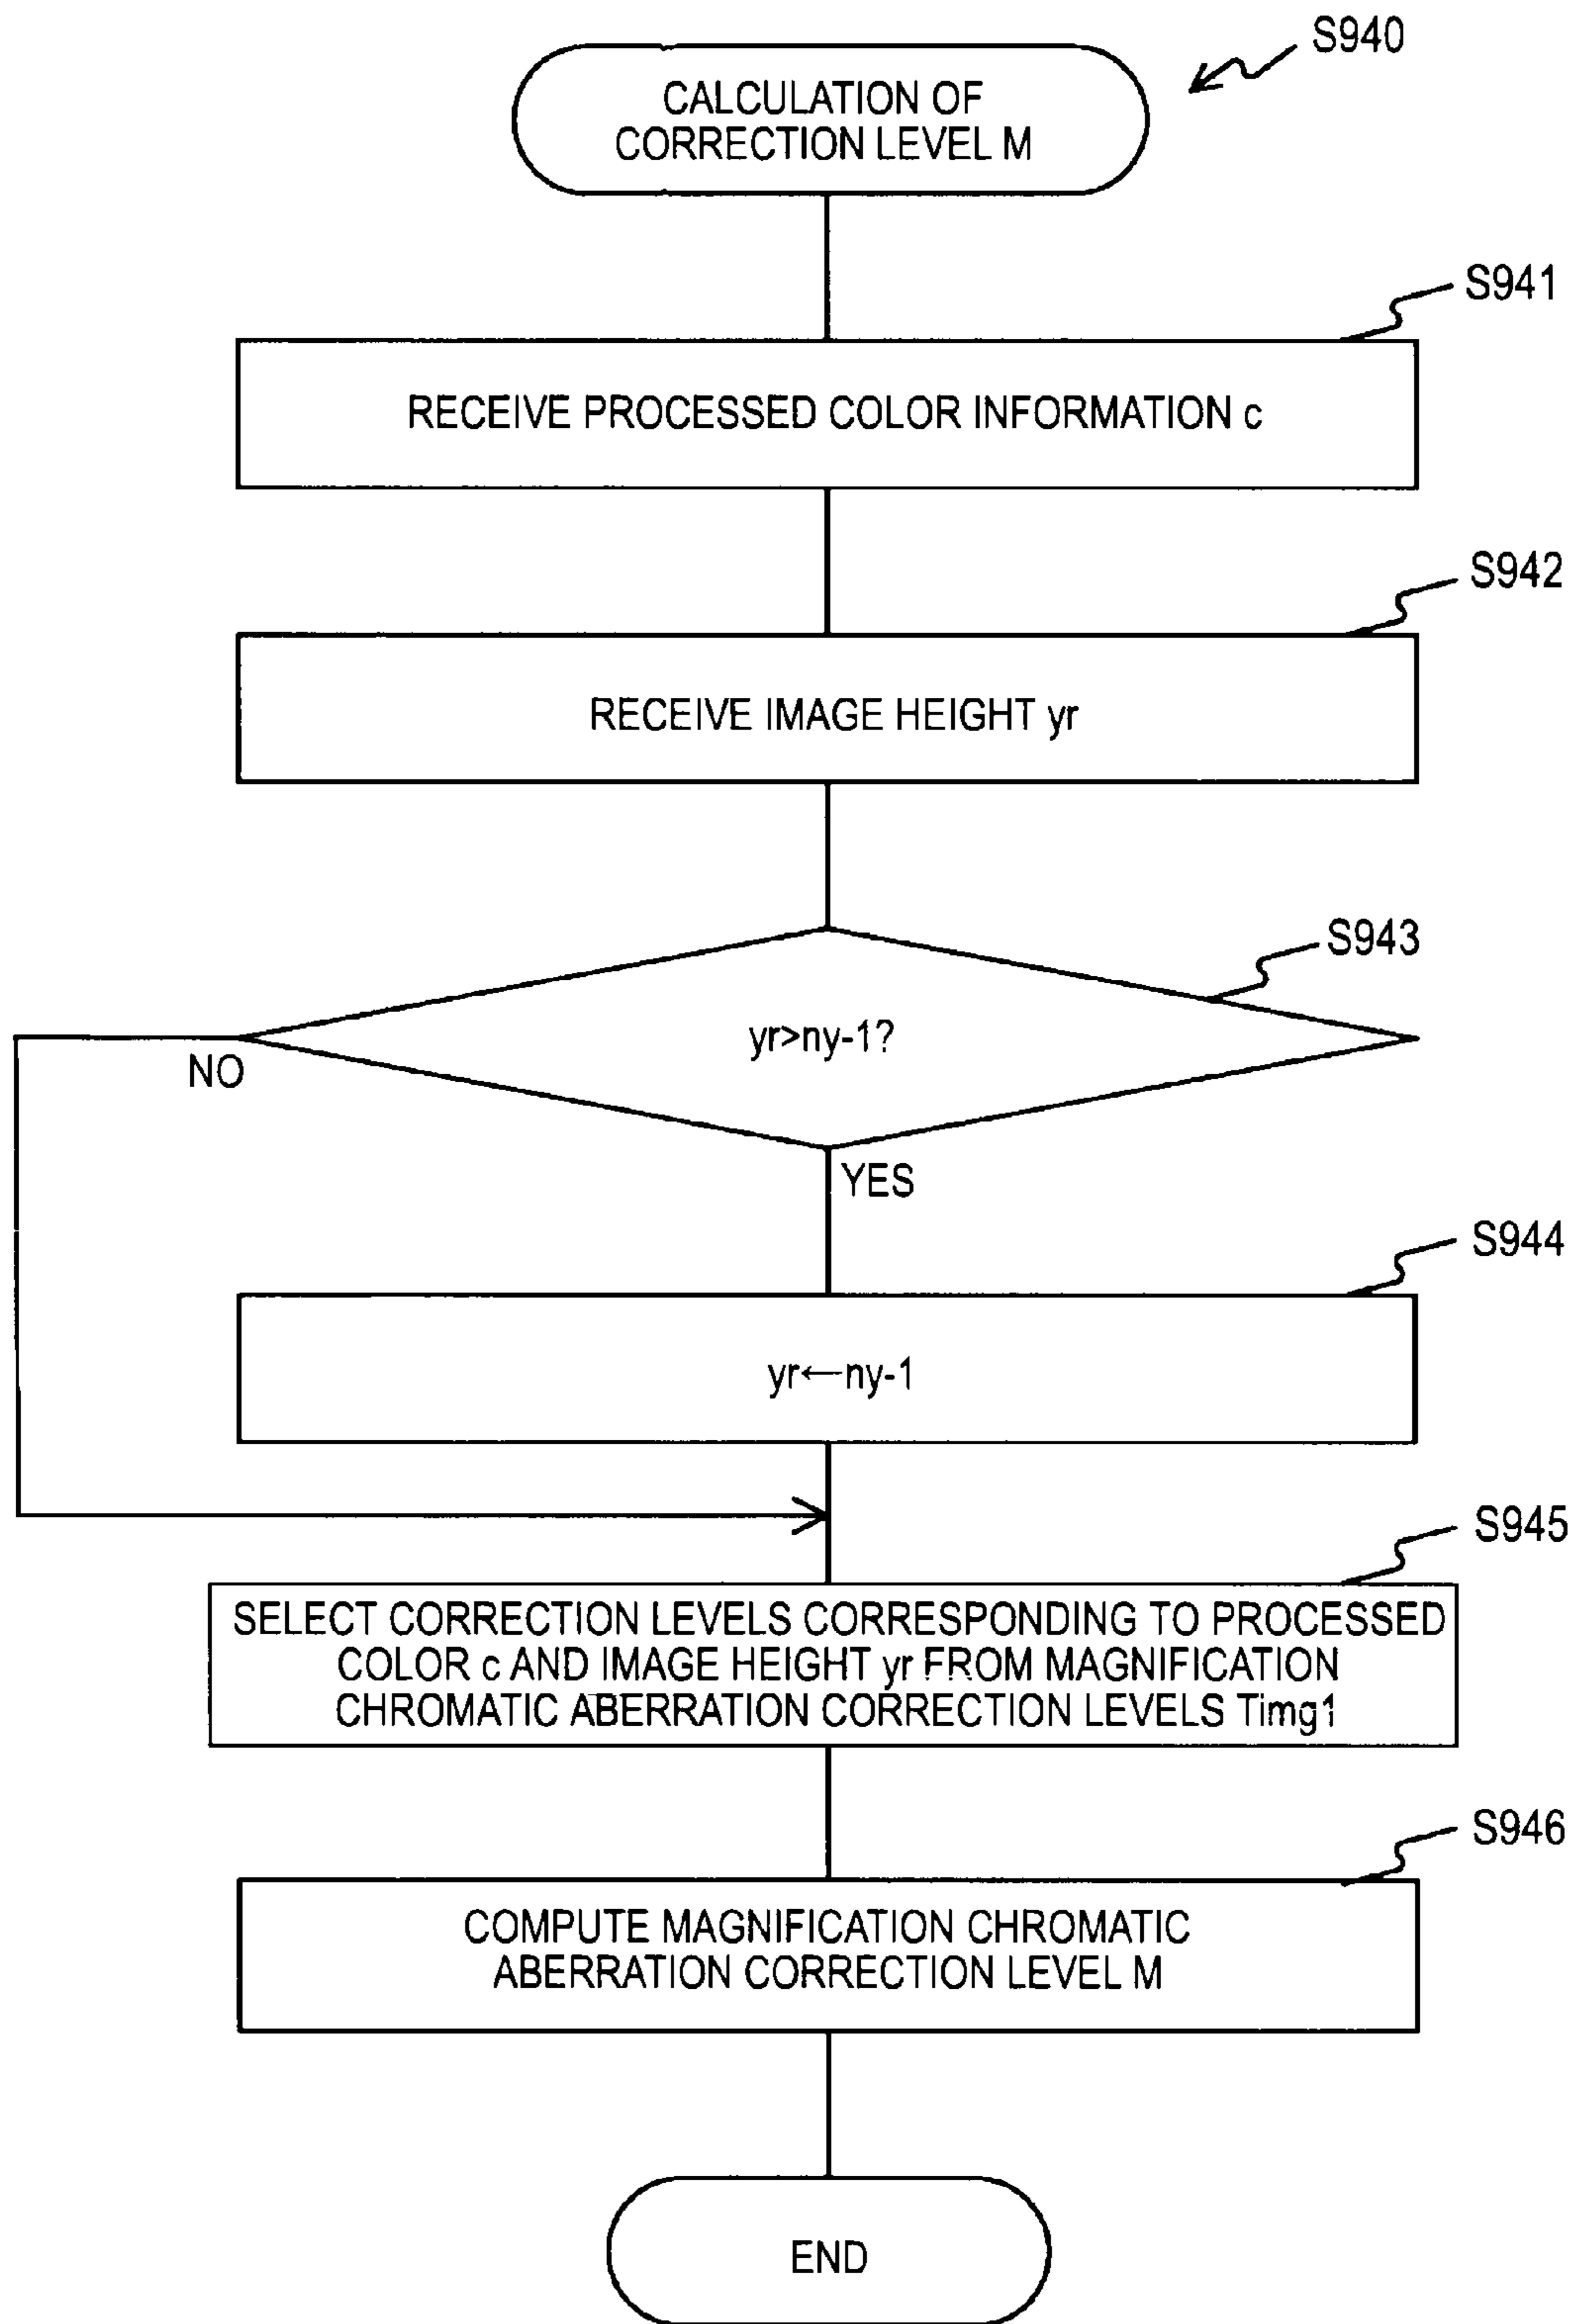 S940
CALCULATION OF
CORRECTION LEVEL M
S941
RECEIVE PROCESSED COLOR INFORMATION c
S942
RECEIVE IMAGE HEIGHT yr
S943
yr>ny-1?
NO
YES
S944
yr←ny-1
S945
SELECT CORRECTION LEVELS CORRESPONDING TO PROCESSED
COLOR c AND IMAGE HEIGHT yr FROM MAGNIFICATION
CHROMATIC ABERRATION CORRECTION LEVELS Timg1
S946
COMPUTE MAGNIFICATION CHROMATIC
ABERRATION CORRECTION LEVEL M
END